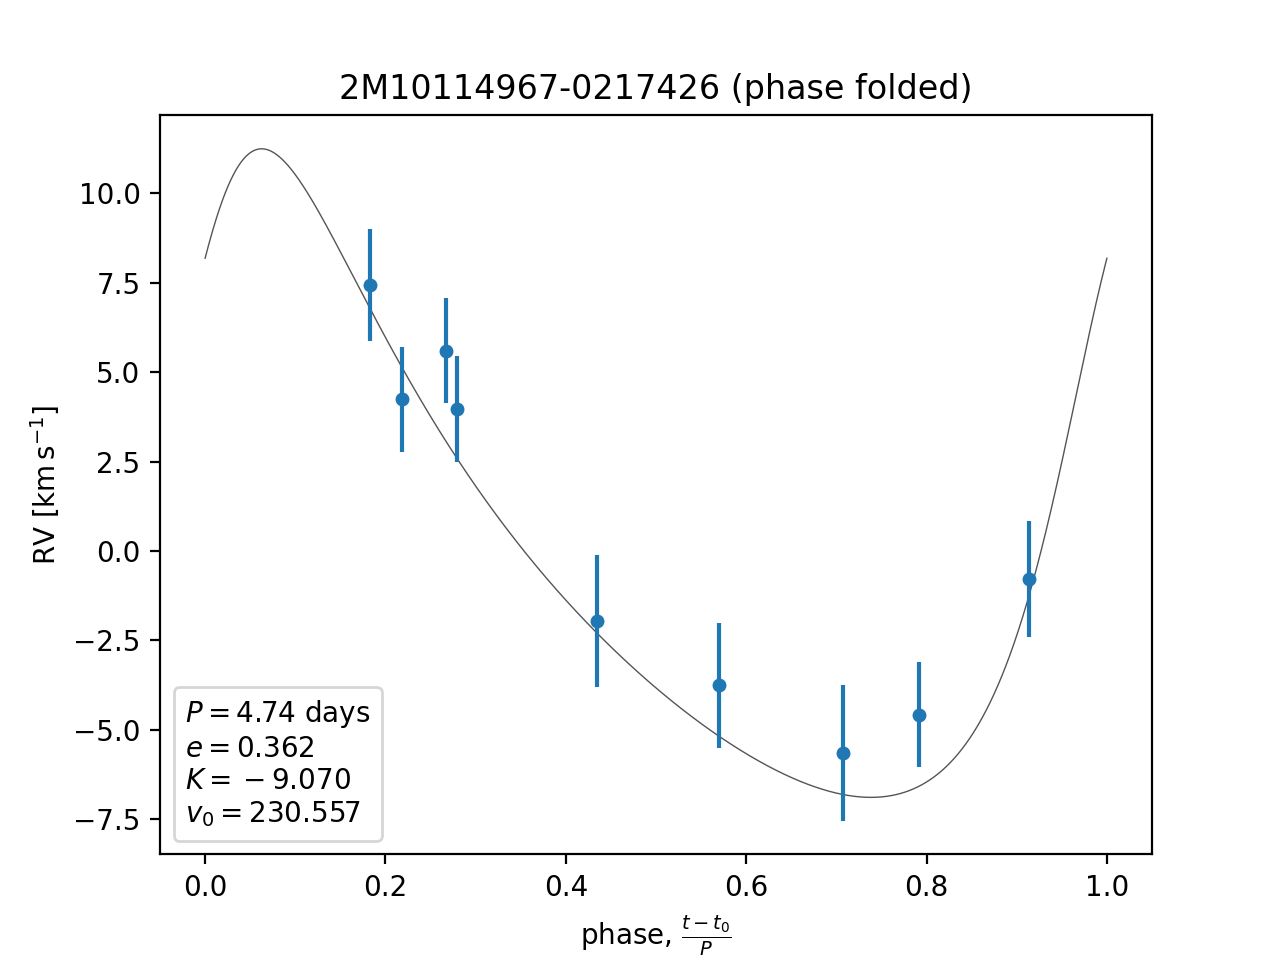 2M10114967-0217426 (phase folded)
RV [km s⁻¹]
10.0
7.5
5.0
2.5
0.0
−2.5
−5.0
−7.5
P = 4.74 days
e = 0.362
K = −9.070
v₀ = 230.557
0.0 0.2 0.4 0.6 0.8 1.0
phase, (t − t₀)/P